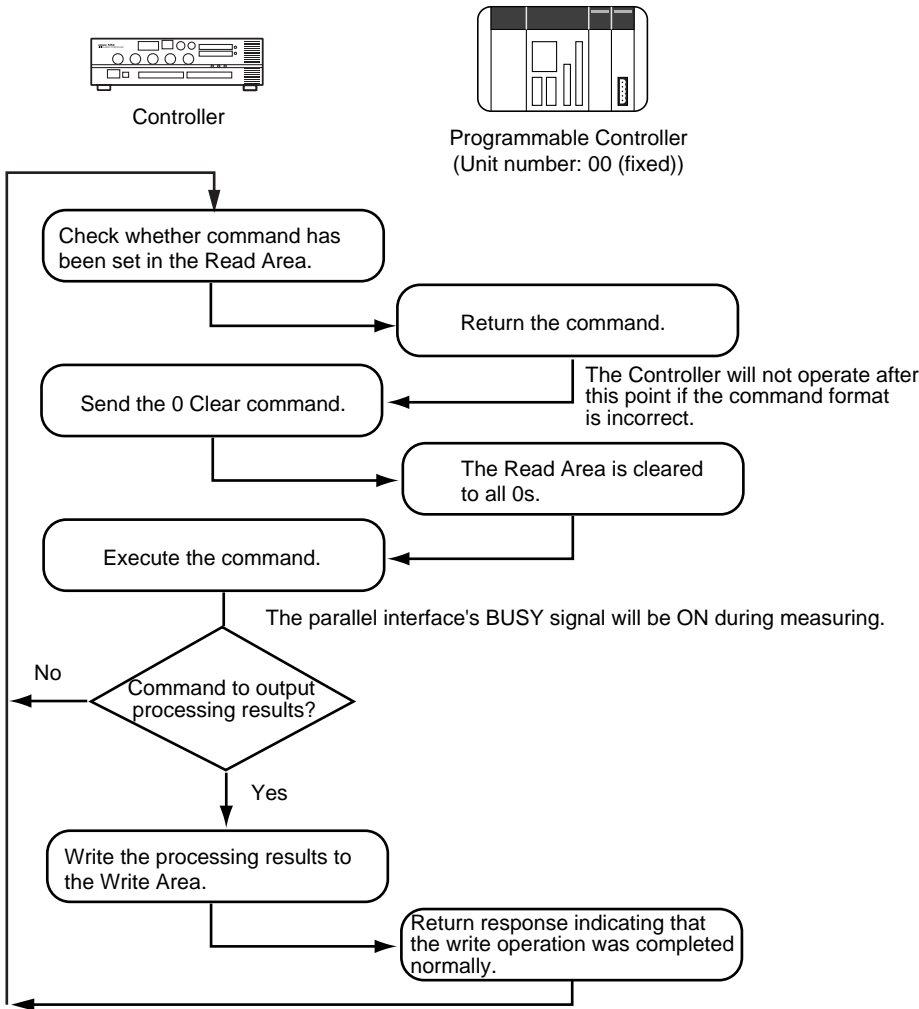 Controller
Programmable Controller
(Unit number: 00 (fixed))
Check whether command has
been set in the Read Area.
Return the command.
The Controller will not operate after
this point if the command format
is incorrect.
Send the 0 Clear command.
The Read Area is cleared
to all 0s.
Execute the command.
The parallel interface's BUSY signal will be ON during measuring.
No
Command to output
processing results?
Yes
Write the processing results to
the Write Area.
Return response indicating that
the write operation was completed
normally.